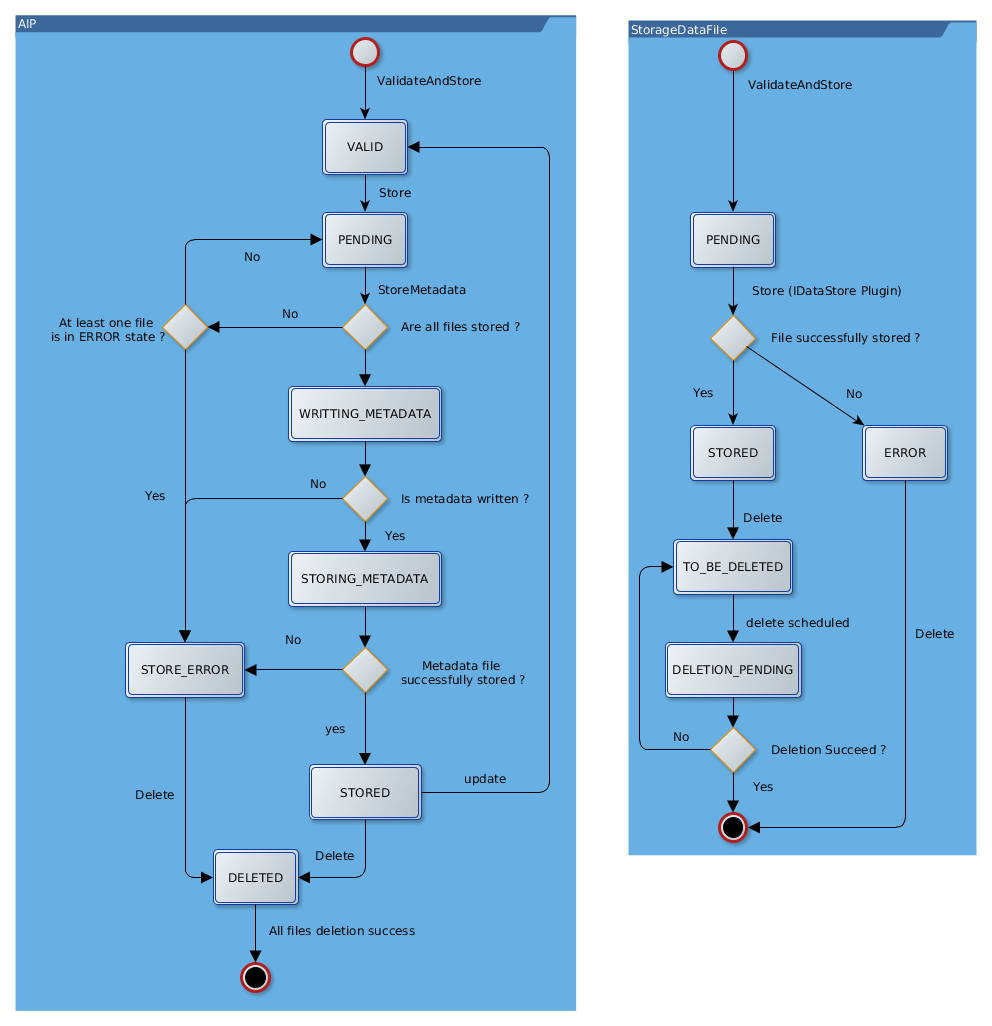 AIP
ValidateAndStore
VALID
Store
PENDING
No
StoreMetadata
At least one file
is in ERROR state ?
No
Are all files stored ?
WRITTING_METADATA
Yes
No
Is metadata written ?
Yes
STORING_METADATA
No
STORE_ERROR
Metadata file
successfully stored ?
yes
update
STORED
Delete
Delete
DELETED
All files deletion success
StorageDataFile
ValidateAndStore
PENDING
Store (IDataStore Plugin)
File successfully stored ?
Yes
No
STORED
ERROR
Delete
TO_BE_DELETED
delete scheduled
Delete
DELETION_PENDING
No
Deletion Succeed ?
Yes